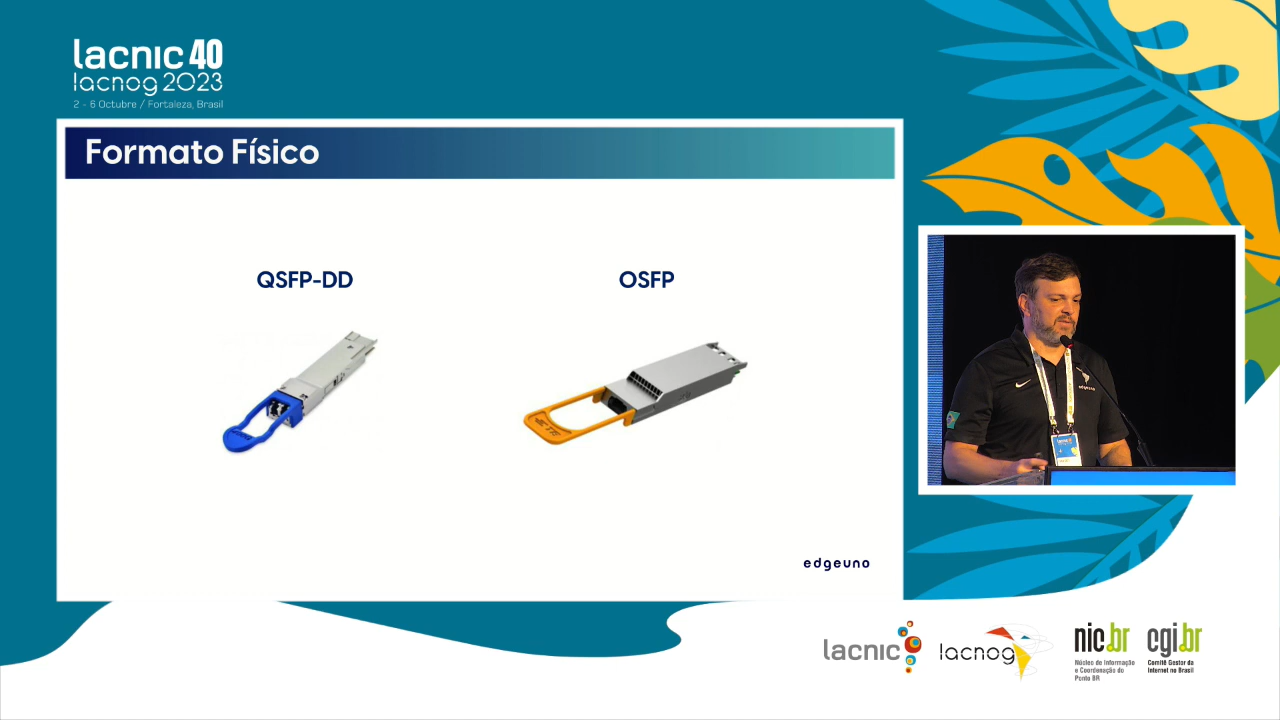 lacnic 40
lacnog 2023
2 - 6 Octubre / Fortaleza, Brasil
Formato Físico
QSFP-DD
OSFP
edgeuno
edgeuno
lacnic
lacnog
nic.br
Núcleo de Informação
e Coordenação do
Ponto BR
cgi.br
Comitê Gestor da
Internet no Brasil